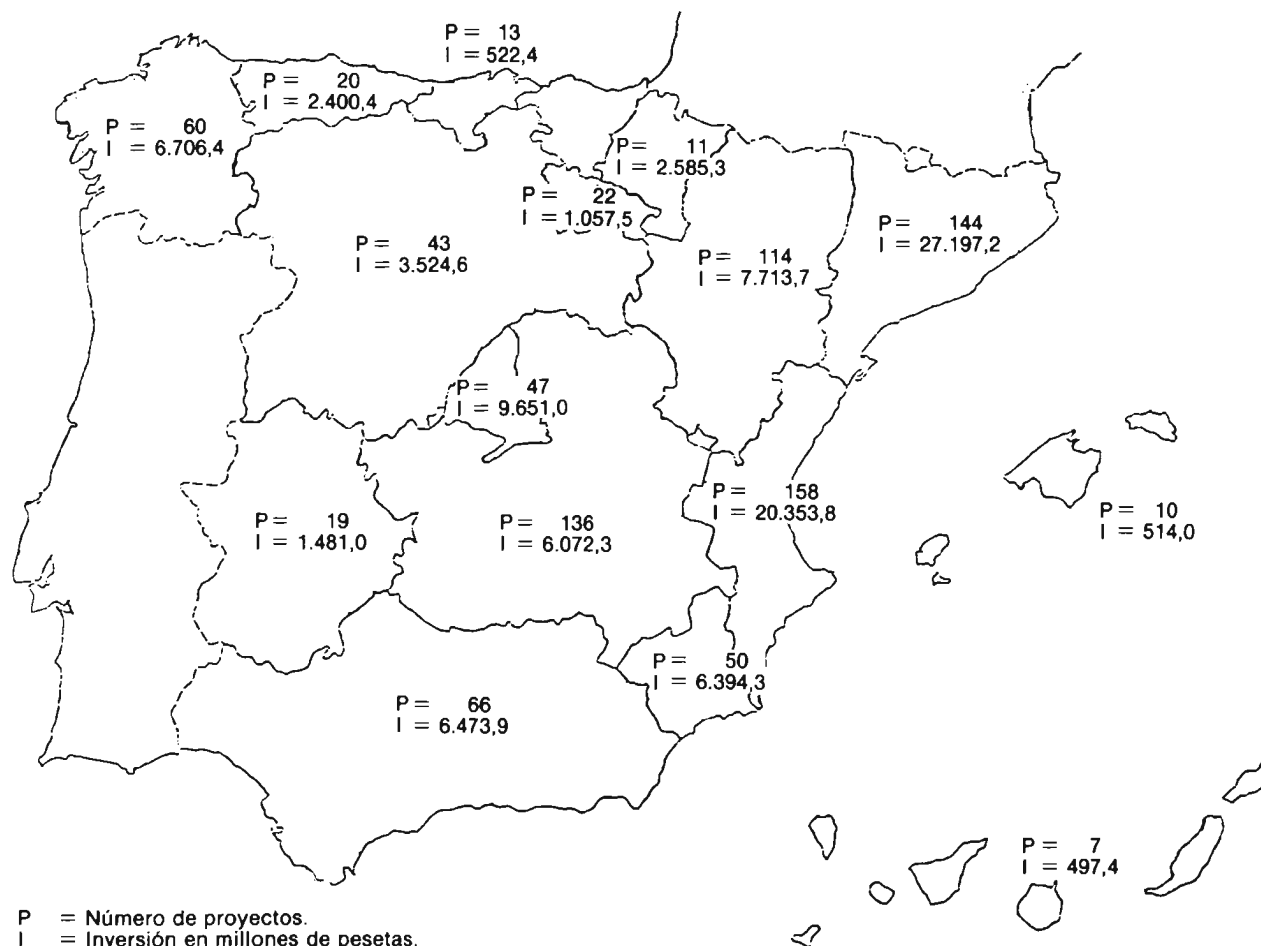 P = 13
I = 522,4
P = 20
I = 2.400,4
P = 60
I = 6.706,4
P = 11
I = 2.585,3
P = 22
I = 1.057,5
P = 43
I = 3.524,6
P = 114
I = 7.713,7
P = 144
I = 27.197,2
P = 47
I = 9.651,0
P = 158
I = 20.353,8
P = 10
I = 514,0
P = 19
I = 1.481,0
P = 136
I = 6.072,3
P = 50
I = 6.394,3
P = 66
I = 6.473,9
P = 7
I = 497,4
P = Número de proyectos.
I = Inversión en millones de pesetas.